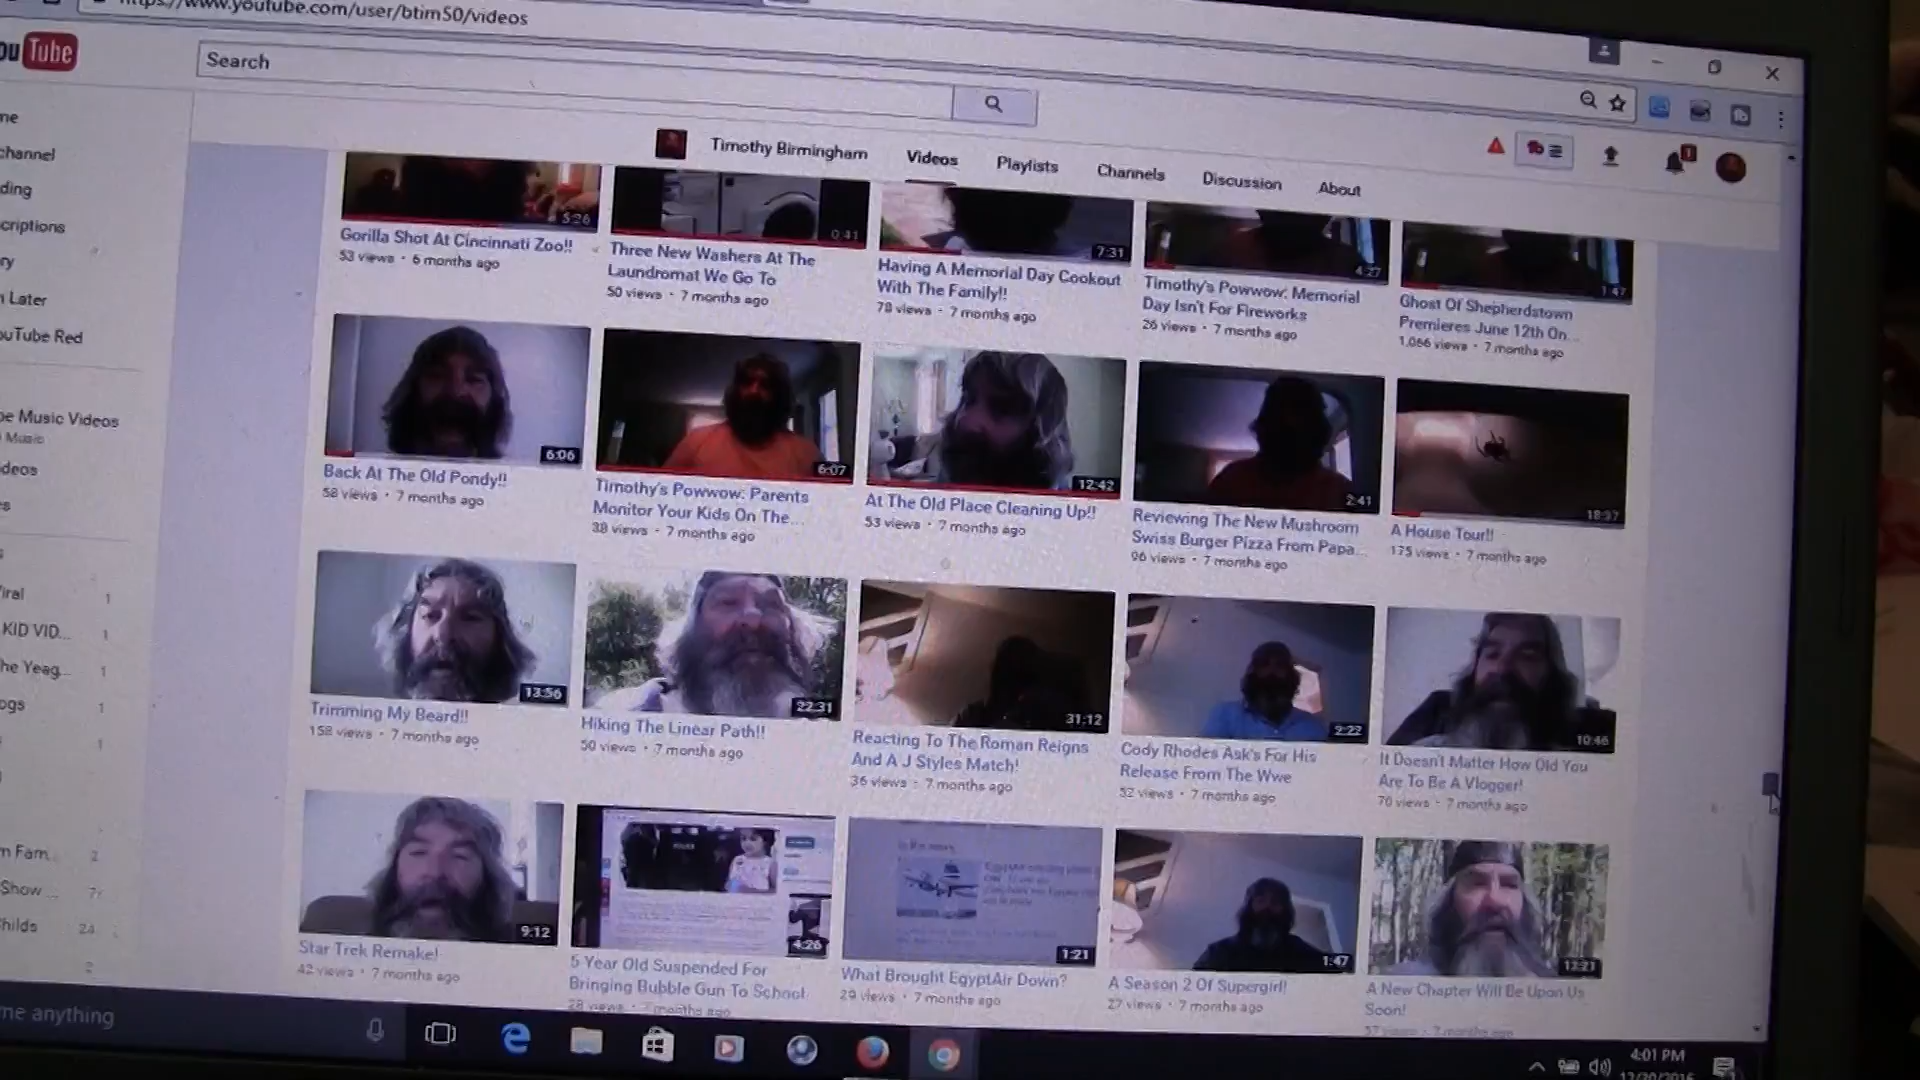 https://www.youtube.com/user/btim50/videos
You Tube
Search
Timothy Birmingham
Videos
Playlists
Channels
Discussion
About
1
me
channel
ding
criptions
ry
h Later
ouTube Red
be Music Videos
Music
deos
es
iral 1
KID VID... 1
he Yeag... 1
ogs 1
1
m Fam... 2
Show ... 7
hilds 24
2
5:26
0:41
7:31
4:27
1:47
Gorilla Shot At Cincinnati Zoo!!
53 views · 6 months ago
Three New Washers At The
Laundromat We Go To
50 views · 7 months ago
Having A Memorial Day Cookout
With The Family!!
78 views · 7 months ago
Timothy's Powwow: Memorial
Day Isn't For Fireworks
26 views · 7 months ago
Ghost Of Shepherdstown
Premieres June 12th On...
1,066 views · 7 months ago
6:06
6:07
12:42
2:41
18:37
Back At The Old Pondy!!
58 views · 7 months ago
Timothy's Powwow: Parents
Monitor Your Kids On The...
38 views · 7 months ago
At The Old Place Cleaning Up!!
53 views · 7 months ago
Reviewing The New Mushroom
Swiss Burger Pizza From Papa...
96 views · 7 months ago
A House Tour!!
175 views · 7 months ago
13:56
22:31
31:12
2:22
10:46
Trimming My Beard!!
158 views · 7 months ago
Hiking The Linear Path!!
50 views · 7 months ago
Reacting To The Roman Reigns
And A J Styles Match!
36 views · 7 months ago
Cody Rhodes Ask's For His
Release From The Wwe
52 views · 7 months ago
It Doesn't Matter How Old You
Are To Be A Vlogger!
70 views · 7 months ago
9:12
4:26
1:21
1:47
13:21
Star Trek Remake!
42 views · 7 months ago
5 Year Old Suspended For
Bringing Bubble Gun To School
28 views · 7 months ago
What Brought EgyptAir Down?
29 views · 7 months ago
A Season 2 Of Supergirl!
27 views · 7 months ago
A New Chapter Will Be Upon Us
Soon!
57 views · 7 months ago
me anything
4:01 PM
12/20/2016